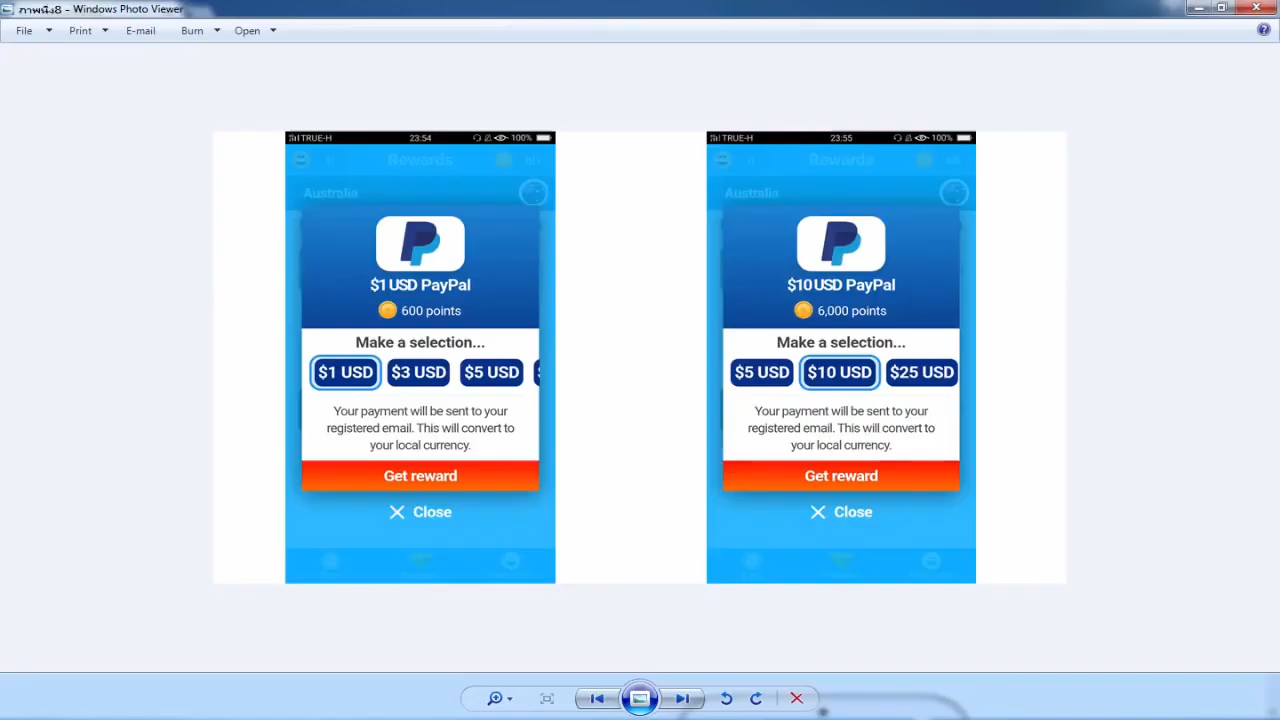 ภาพนิ่ง8 - Windows Photo Viewer
File Print E-mail Burn Open
TRUE-H 23:54 100%
Rewards
Australia
$1 USD PayPal
600 points
Make a selection...
$1 USD $3 USD $5 USD
Your payment will be sent to your
registered email. This will convert to
your local currency.
Get reward
Close
TRUE-H 23:55 100%
Rewards
Australia
$10 USD PayPal
6,000 points
Make a selection...
$5 USD $10 USD $25 USD
Your payment will be sent to your
registered email. This will convert to
your local currency.
Get reward
Close